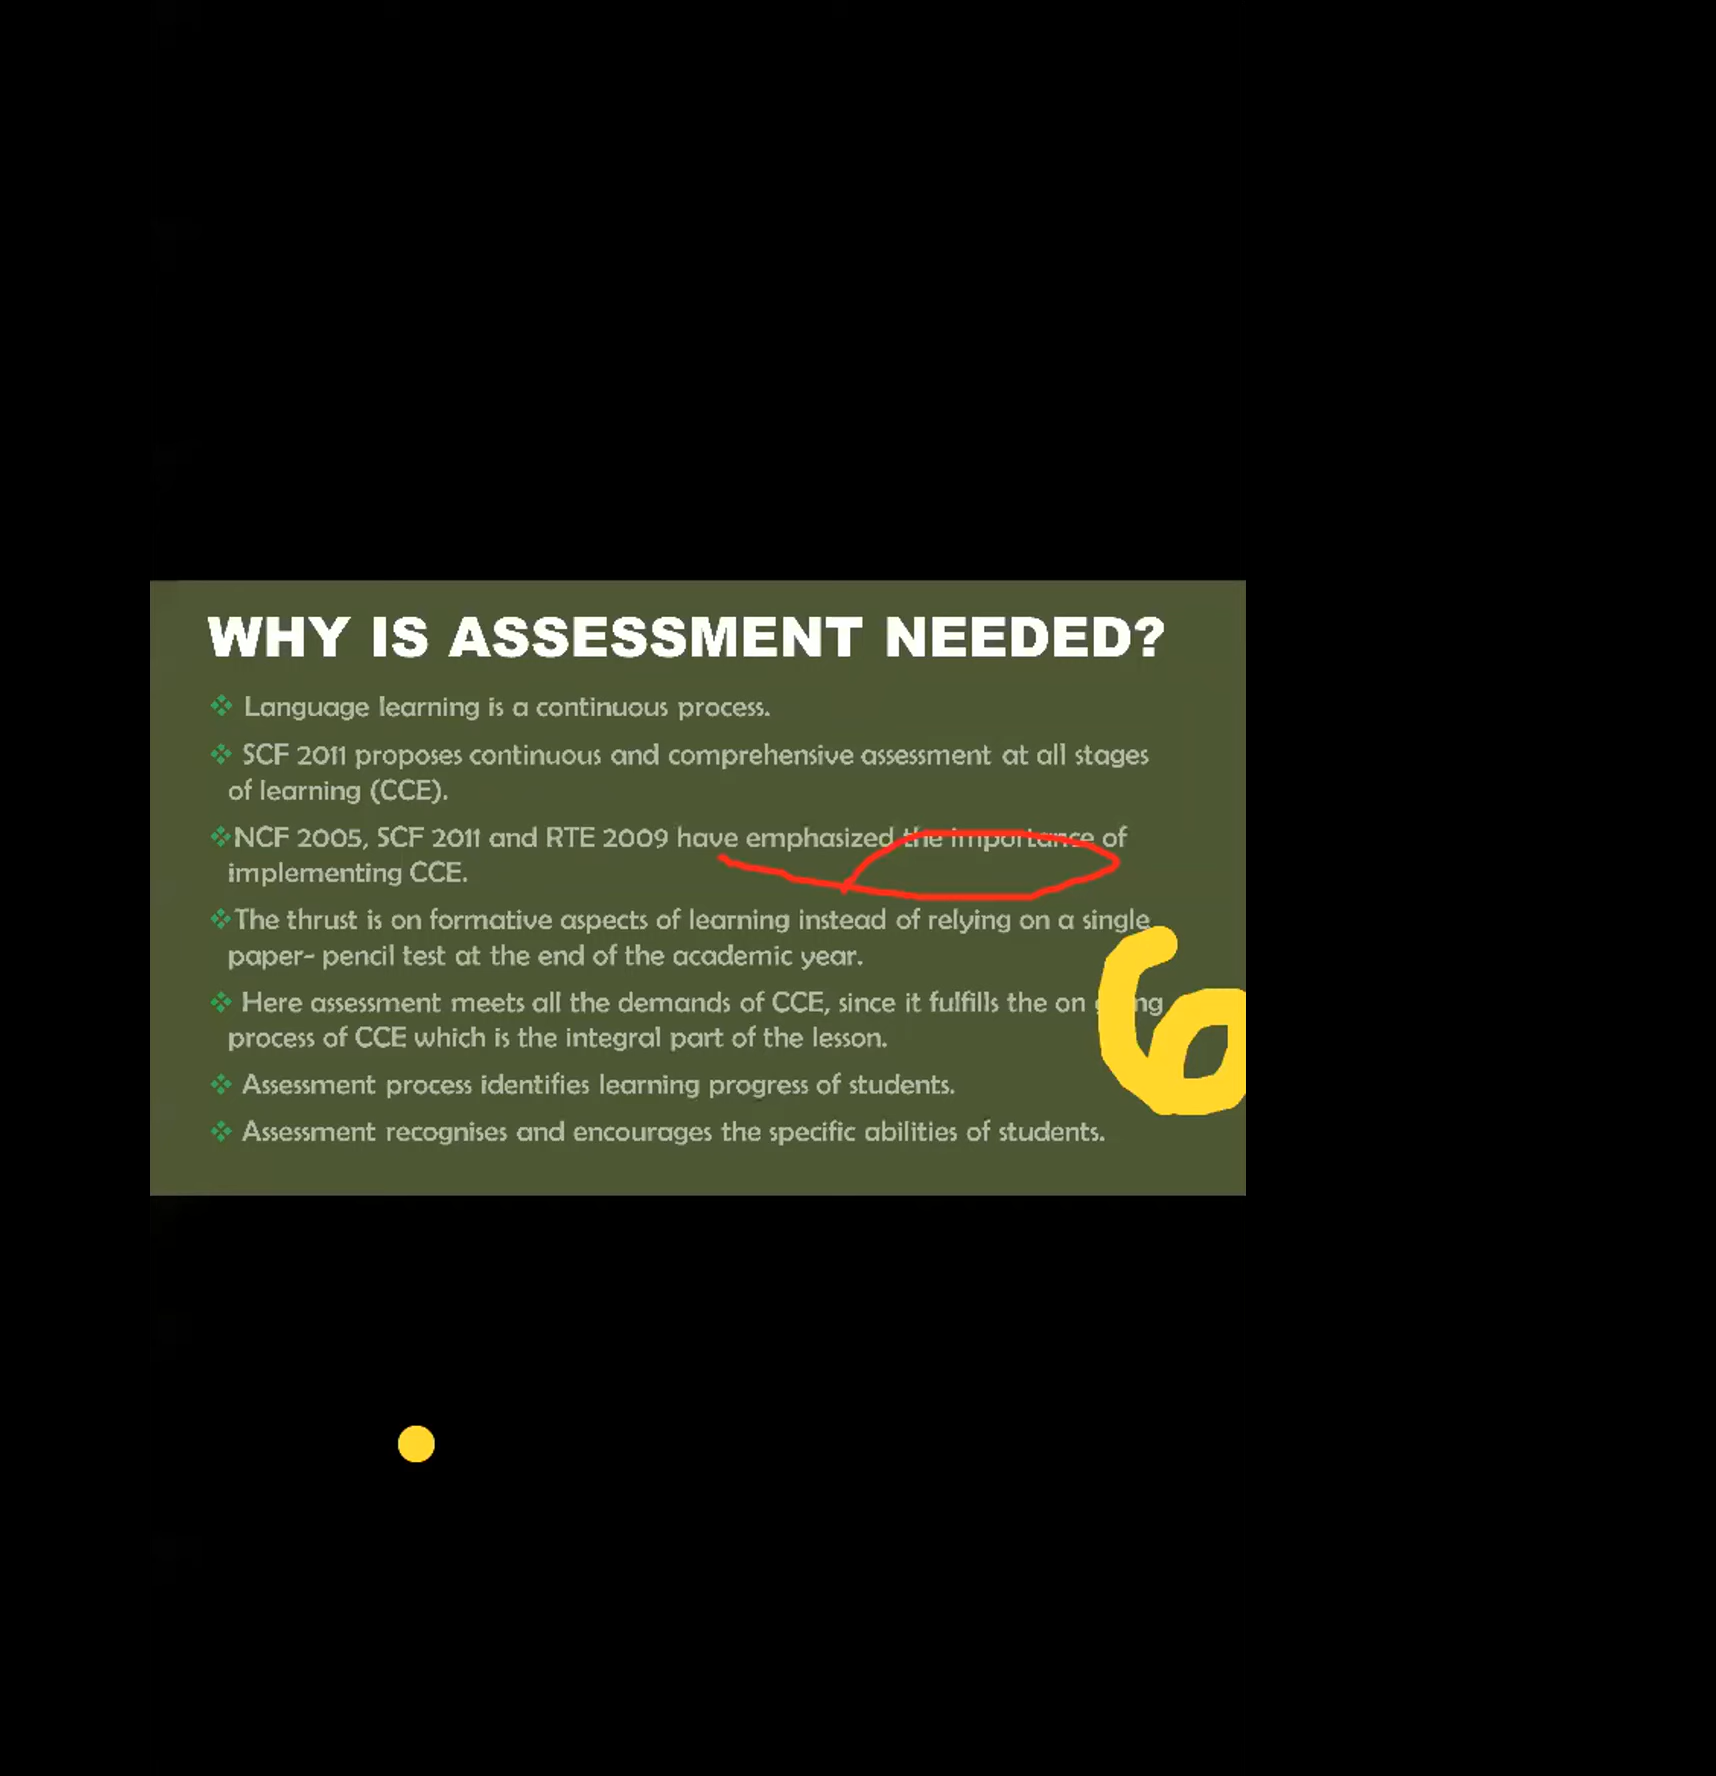 WHY IS ASSESSMENT NEEDED?
Language learning is a continuous process.
SCF 2011 proposes continuous and comprehensive assessment at all stages
of learning (CCE).
NCF 2005, SCF 2011 and RTE 2009 have emphasized the importance of
implementing CCE.
The thrust is on formative aspects of learning instead of relying on a single
paper- pencil test at the end of the academic year.
Here assessment meets all the demands of CCE, since it fulfills the on going
process of CCE which is the integral part of the lesson.
Assessment process identifies learning progress of students.
Assessment recognises and encourages the specific abilities of students.
6